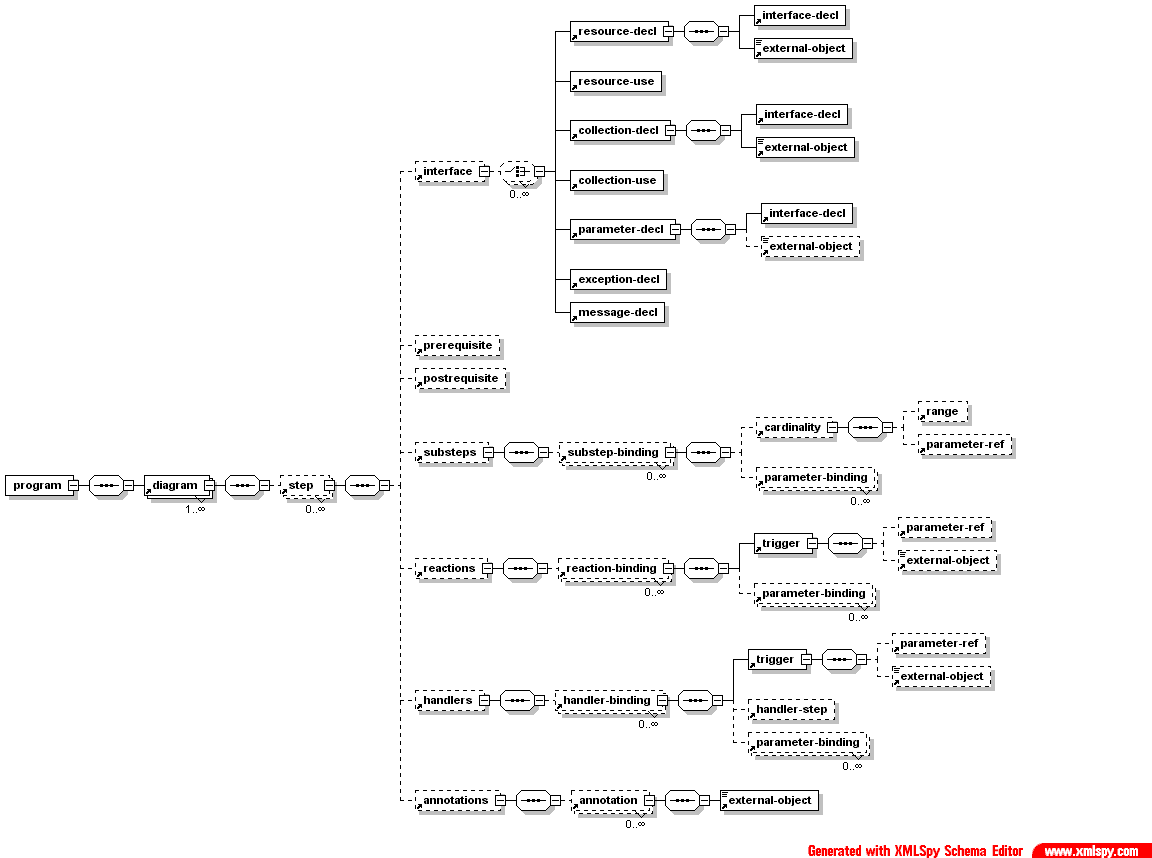 interface-decl
resource-decl
external-object
resource-use
interface-decl
collection-decl
external-object
interface
collection-use
0..∞
interface-decl
parameter-decl
external-object
exception-decl
message-decl
prerequisite
postrequisite
range
cardinality
parameter-ref
substeps
substep-binding
0..∞
parameter-binding
0..∞
program
diagram
1..∞
step
0..∞
parameter-ref
trigger
external-object
reactions
reaction-binding
0..∞
parameter-binding
0..∞
parameter-ref
trigger
external-object
handlers
handler-binding
0..∞
handler-step
parameter-binding
0..∞
annotations
annotation
0..∞
external-object
Generated with XMLSpy Schema Editor www.xmlspy.com